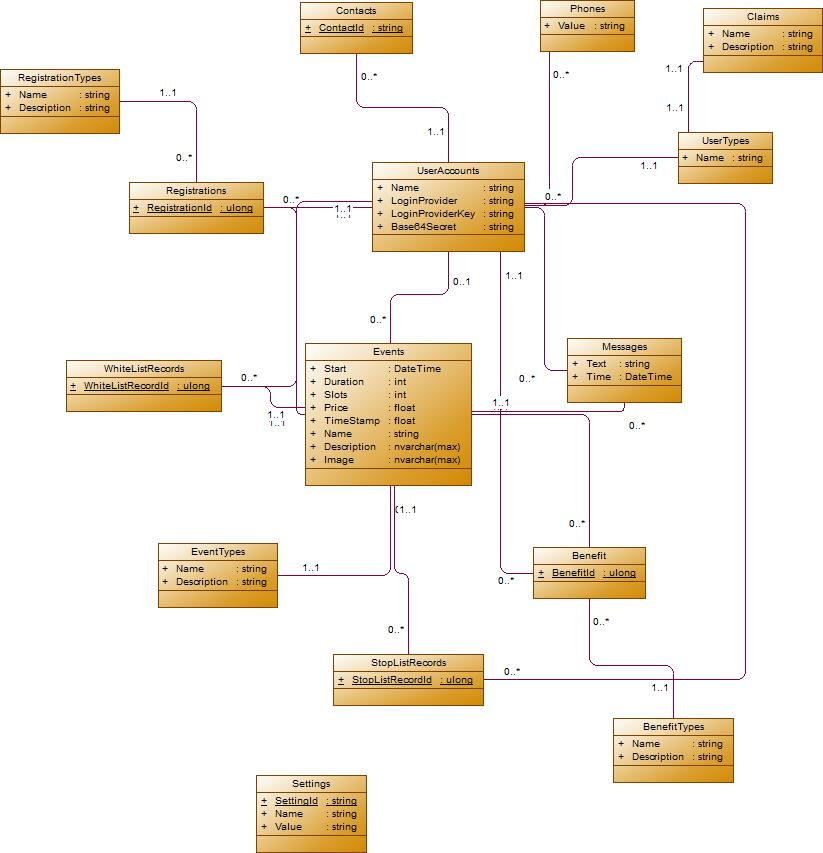 Contacts
+ ContactId : string
Phones
+ Value : string
Claims
+ Name : string
+ Description : string
RegistrationTypes
+ Name : string
+ Description : string
1..1
0..*
0..*
1..1
0..*
1..1
1..1
UserTypes
+ Name : string
1..1
UserAccounts
+ Name : string
+ LoginProvider : string
+ LoginProviderKey : string
+ Base64Secret : string
Registrations
+ RegistrationId : ulong
0..*
1..1
0..*
0..1
1..1
0..*
Events
+ Start : DateTime
+ Duration : int
+ Slots : int
+ Price : float
+ TimeStamp : float
+ Name : string
+ Description : nvarchar(max)
+ Image : nvarchar(max)
Messages
+ Text : string
+ Time : DateTime
WhiteListRecords
+ WhiteListRecordId : ulong
0..*
0..*
1..1
1..1
1..1
0..*
1..1
0..*
EventTypes
+ Name : string
+ Description : string
1..1
Benefit
+ BenefitId : ulong
0..*
0..*
0..*
StopListRecords
+ StopListRecordId : ulong
0..*
1..1
BenefitTypes
+ Name : string
+ Description : string
Settings
+ SettingId : string
+ Name : string
+ Value : string